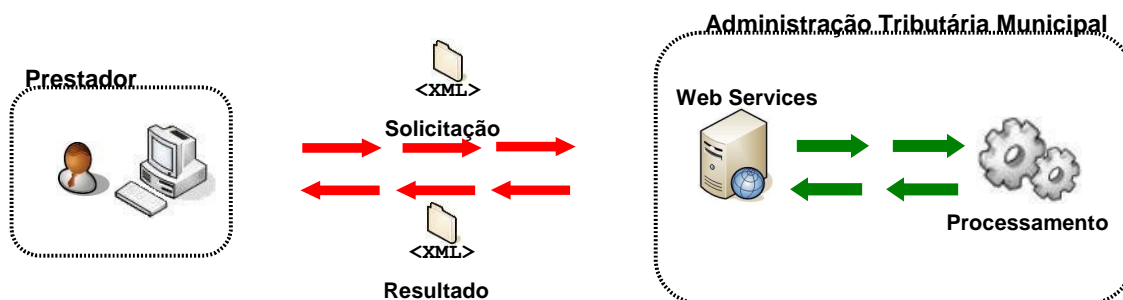 Administração Tributária Municipal
Prestador
<XML>
Web Services
Solicitação
Processamento
<XML>
Resultado